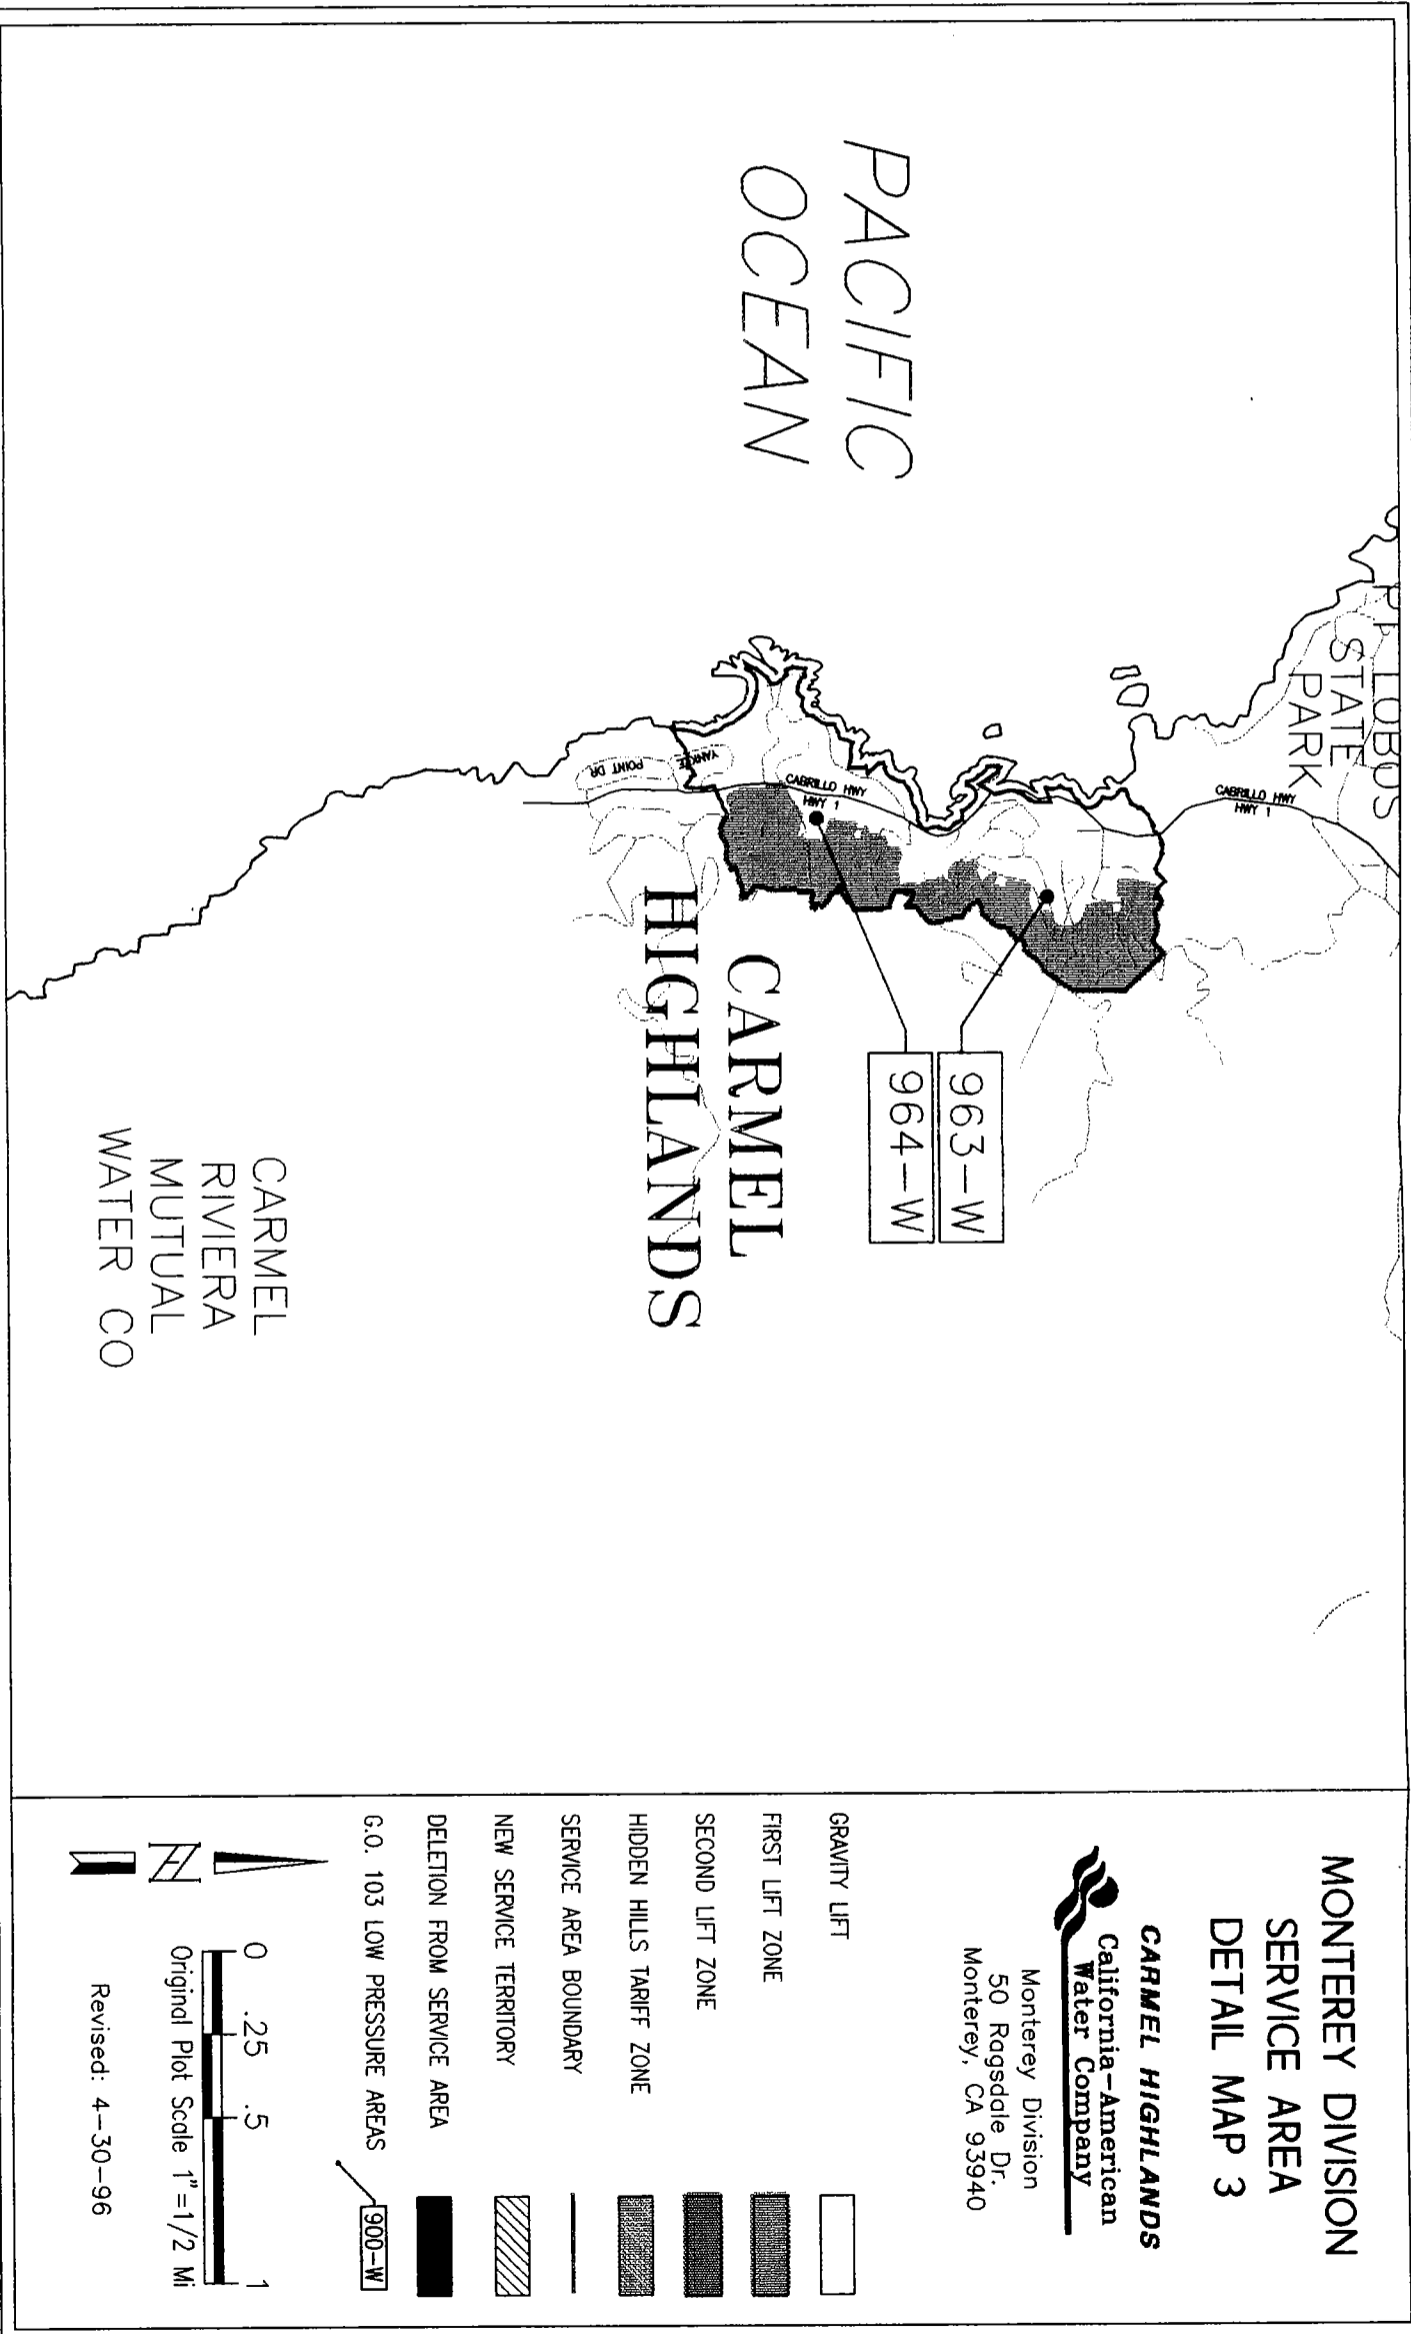 MONTEREY DIVISION
SERVICE AREA
DETAIL MAP 3
CARMEL HIGHLANDS
California-American
Water Company
Monterey Division
50 Ragsdale Dr.
Monterey, CA 93940
GRAVITY LIFT
FIRST LIFT ZONE
SECOND LIFT ZONE
HIDDEN HILLS TARIFF ZONE
SERVICE AREA BOUNDARY
NEW SERVICE TERRITORY
DELETION FROM SERVICE AREA
G.O. 103 LOW PRESSURE AREAS
900-W
N
0 .25 .5 1
Original Plot Scale 1"=1/2 Mi
Revised: 4-30-96
PT LOBOS
STATE
PARK
CABRILLO HWY
HWY 1
PACIFIC
OCEAN
963-W
964-W
CABRILLO HWY
HWY 1
YANKEE
POINT DR
CARMEL
HIGHLANDS
CARMEL
RIVIERA
MUTUAL
WATER CO